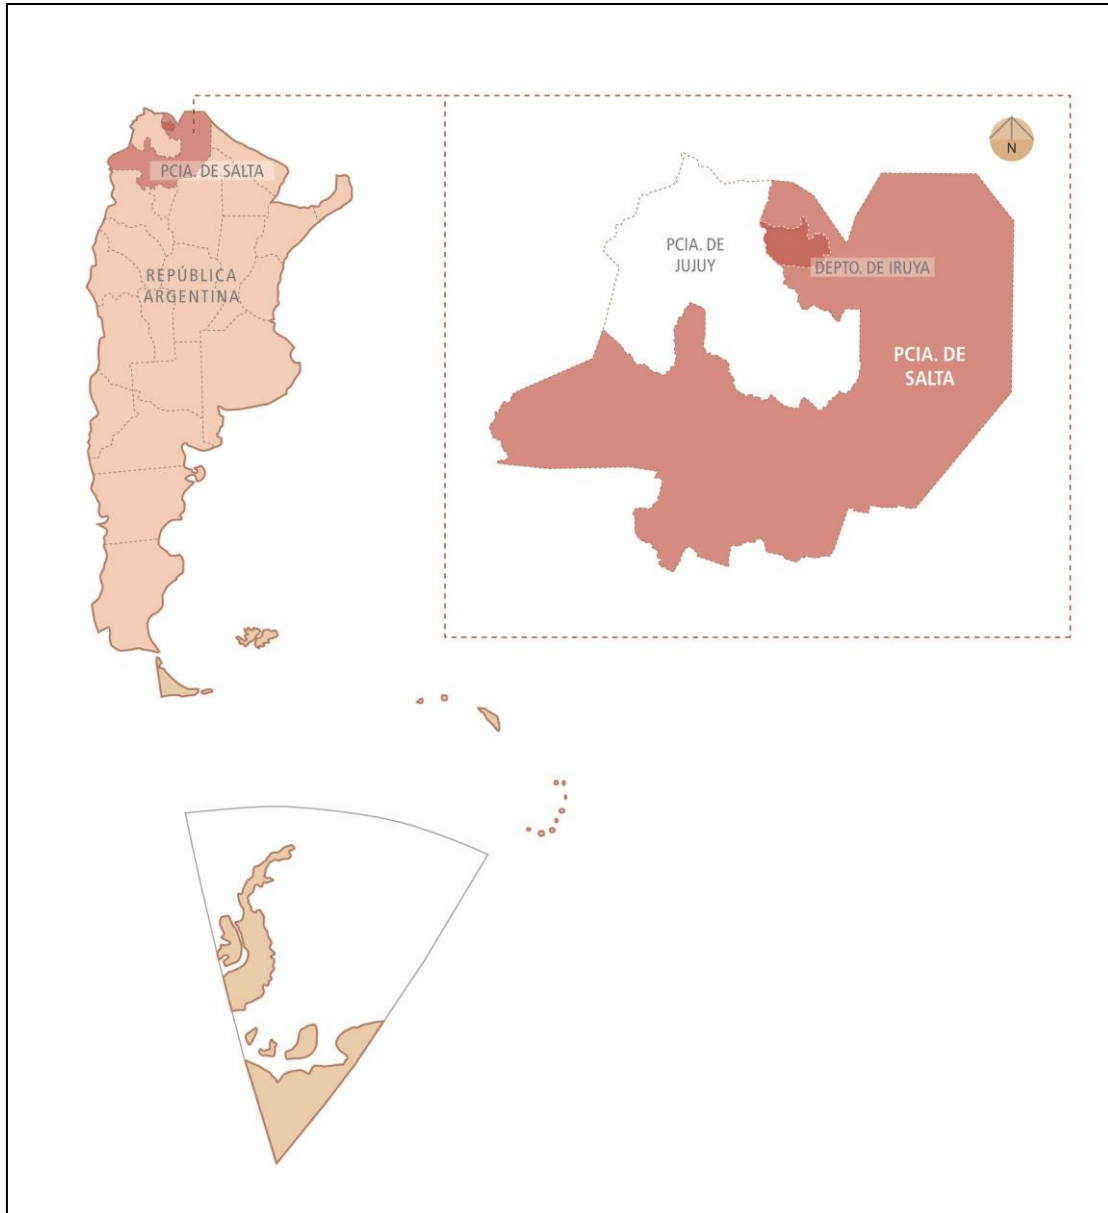 PCIA. DE SALTA
REPÚBLICA
ARGENTINA
N
PCIA. DE
JUJUY
DEPTO. DE IRUYA
PCIA. DE
SALTA